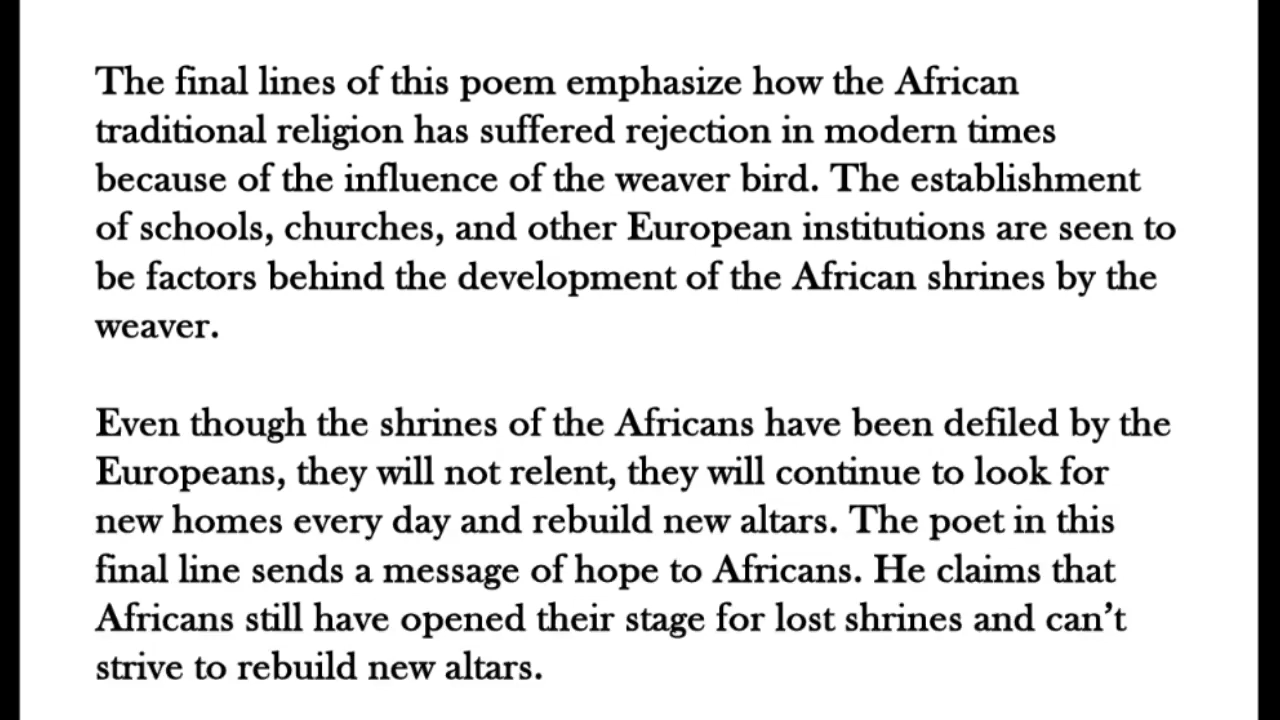 The final lines of this poem emphasize how the African
traditional religion has suffered rejection in modern times
because of the influence of the weaver bird. The establishment
of schools, churches, and other European institutions are seen to
be factors behind the development of the African shrines by the
weaver.
Even though the shrines of the Africans have been defiled by the
Europeans, they will not relent, they will continue to look for
new homes every day and rebuild new altars. The poet in this
final line sends a message of hope to Africans. He claims that
Africans still have opened their stage for lost shrines and can’t
strive to rebuild new altars.